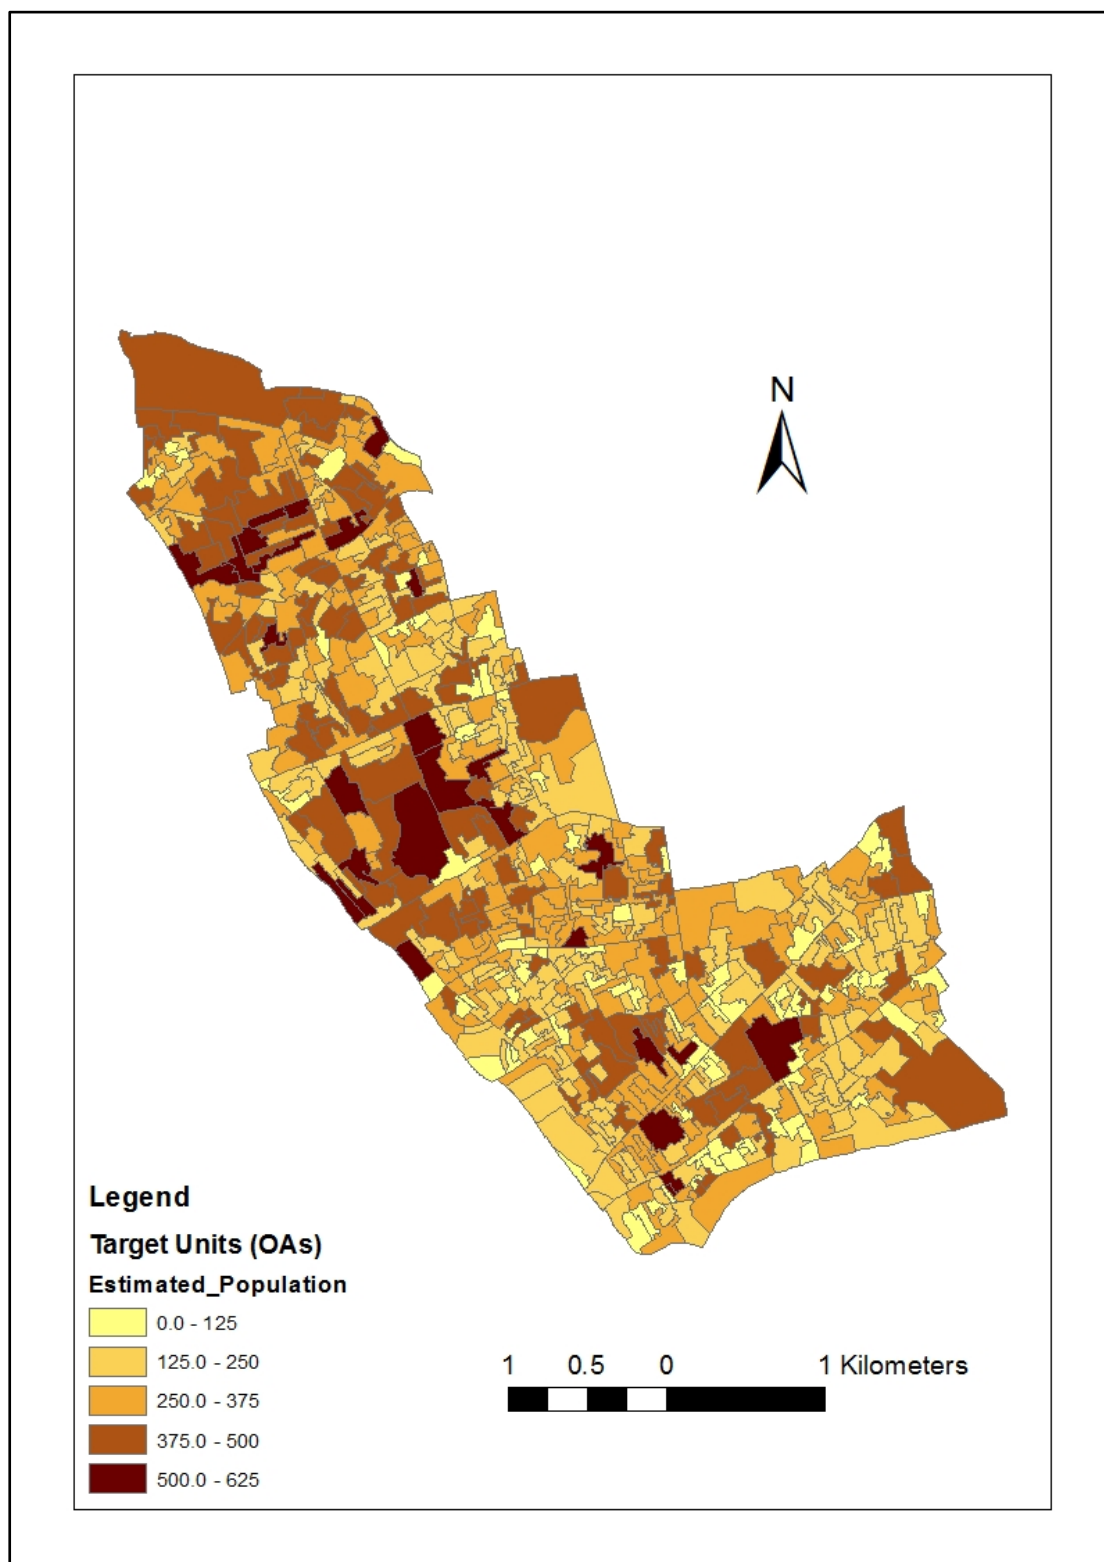 N
Legend
Target Units (OAs)
Estimated_Population
0.0 - 125
125.0 - 250
250.0 - 375
375.0 - 500
500.0 - 625
1 0.5 0 1 Kilometers